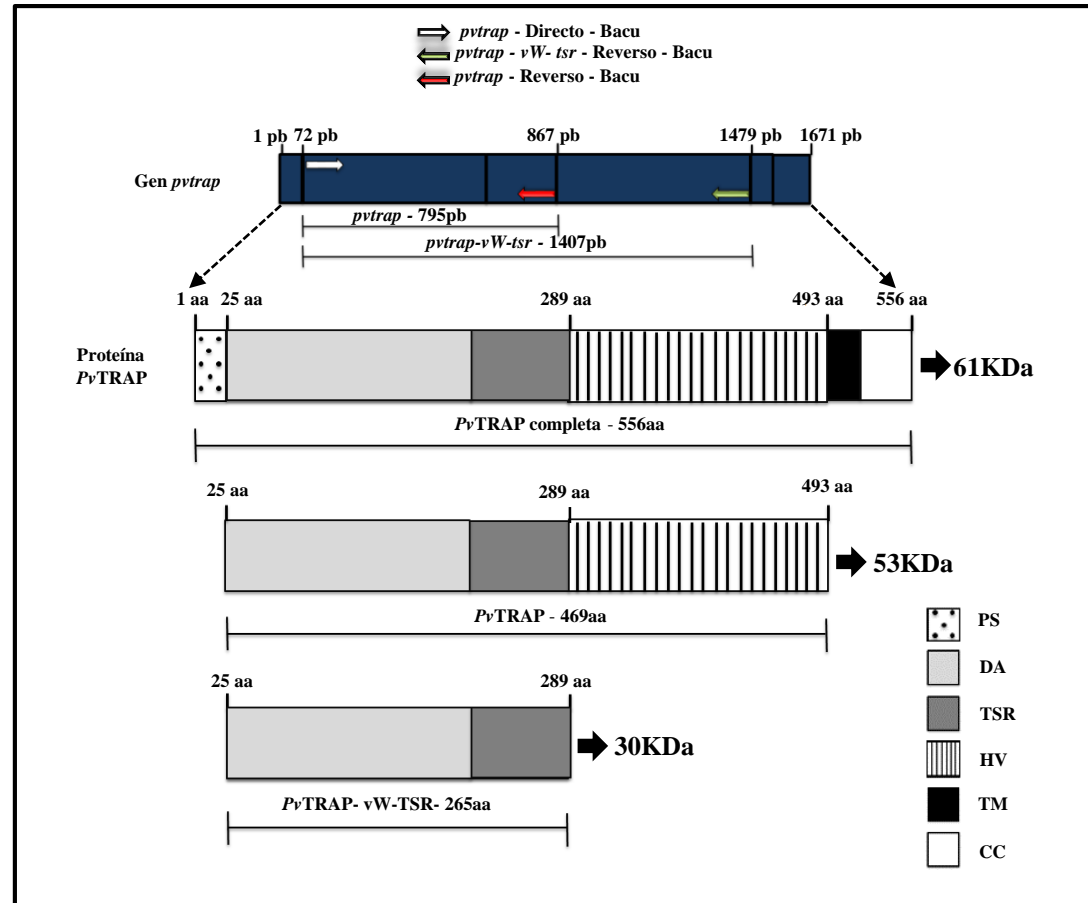 pvtrap - Directo - Bacu
pvtrap - vW- tsr - Reverso - Bacu
pvtrap - Reverso - Bacu
1 pb 72 pb 867 pb 1479 pb 1671 pb
Gen pvtrap
pvtrap - 795pb
pvtrap-vW-tsr - 1407pb
1 aa 25 aa 289 aa 493 aa 556 aa
Proteína
PvTRAP
61KDa
PvTRAP completa - 556aa
25 aa 289 aa 493 aa
53KDa
PvTRAP - 469aa
25 aa 289 aa
30KDa
PvTRAP- vW-TSR- 265aa
PS
DA
TSR
HV
TM
CC